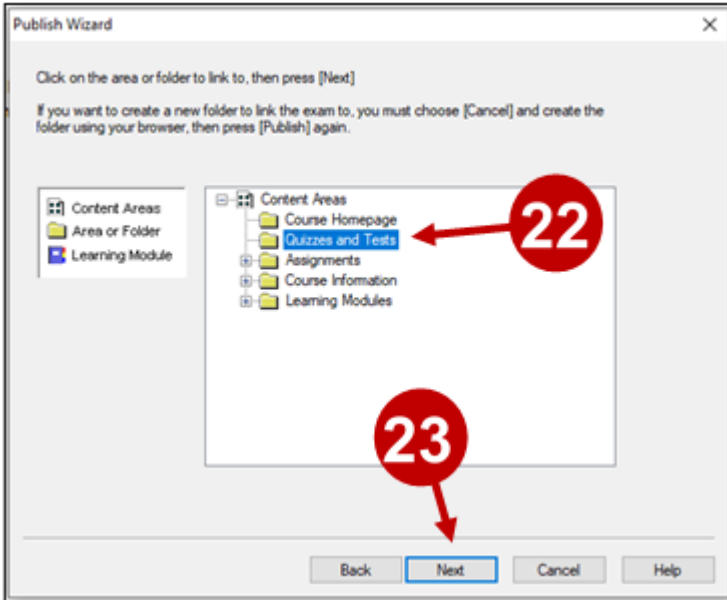 Publish Wizard
Click on the area or folder to link to, then press [Next]
If you want to create a new folder to link the exam to, you must choose [Cancel] and create the
folder using your browser, then press [Publish] again.
Content Areas
Area or Folder
Learning Module
Content Areas
Course Homepage
Quizzes and Tests
Assignments
Course Information
Learning Modules
22
23
Back
Next
Cancel
Help